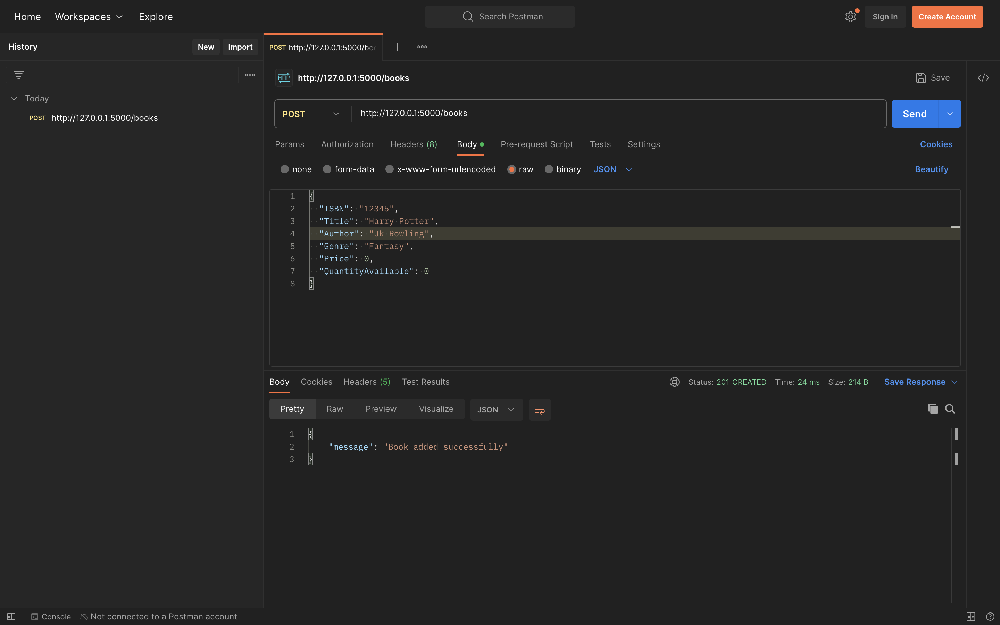 Home Workspaces Explore Search Postman Sign In Create Account
History New Import
POST http://127.0.0.1:5000/boo
HTTP http://127.0.0.1:5000/books Save </>
Today
POST http://127.0.0.1:5000/books
POST http://127.0.0.1:5000/books Send
Params Authorization Headers (8) Body Pre-request Script Tests Settings Cookies
none form-data x-www-form-urlencoded raw binary JSON Beautify
1 {
2 "ISBN": "12345",
3 "Title": "Harry Potter",
4 "Author": "Jk Rowling",
5 "Genre": "Fantasy",
6 "Price": 0,
7 "QuantityAvailable": 0
8 }
Body Cookies Headers (5) Test Results Status: 201 CREATED Time: 24 ms Size: 214 B Save Response
Pretty Raw Preview Visualize JSON
1 {
2 "message": "Book added successfully"
3 }
Console Not connected to a Postman account